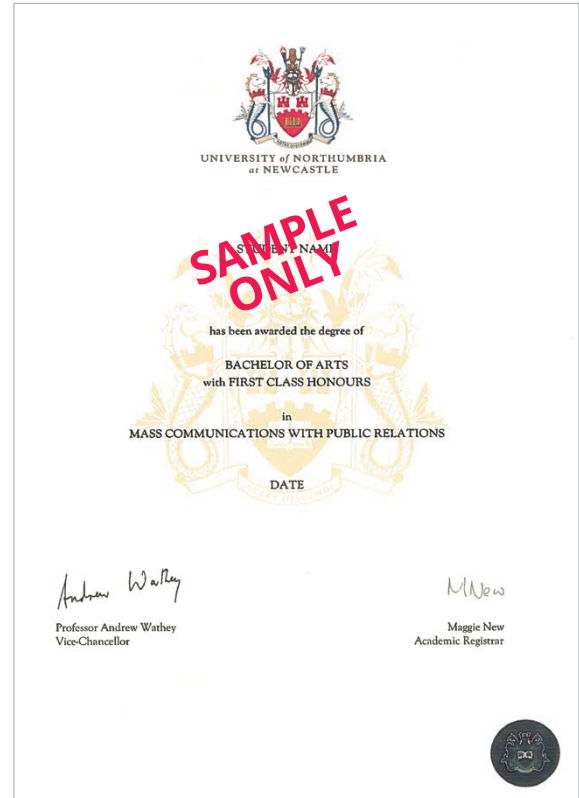 UNIVERSITY of NORTHUMBRIA
at NEWCASTLE
SAMPLE
ONLY
STUDENT NAME
has been awarded the degree of
BACHELOR OF ARTS
with FIRST CLASS HONOURS
in
MASS COMMUNICATIONS WITH PUBLIC RELATIONS
DATE
Andrew Wathey
Professor Andrew Wathey
Vice-Chancellor
MNew
Maggie New
Academic Registrar